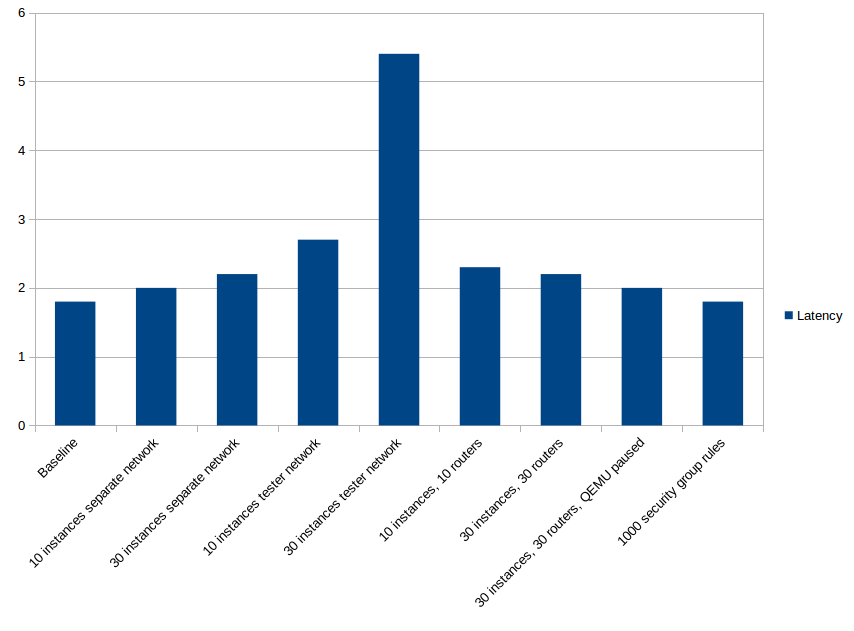 6
5
4
3
2
1
0
Baseline
10 instances separate network
30 instances separate network
10 instances tester network
30 instances tester network
10 instances, 10 routers
30 instances, 30 routers
30 instances, 30 routers, QEMU paused
1000 security group rules
Latency